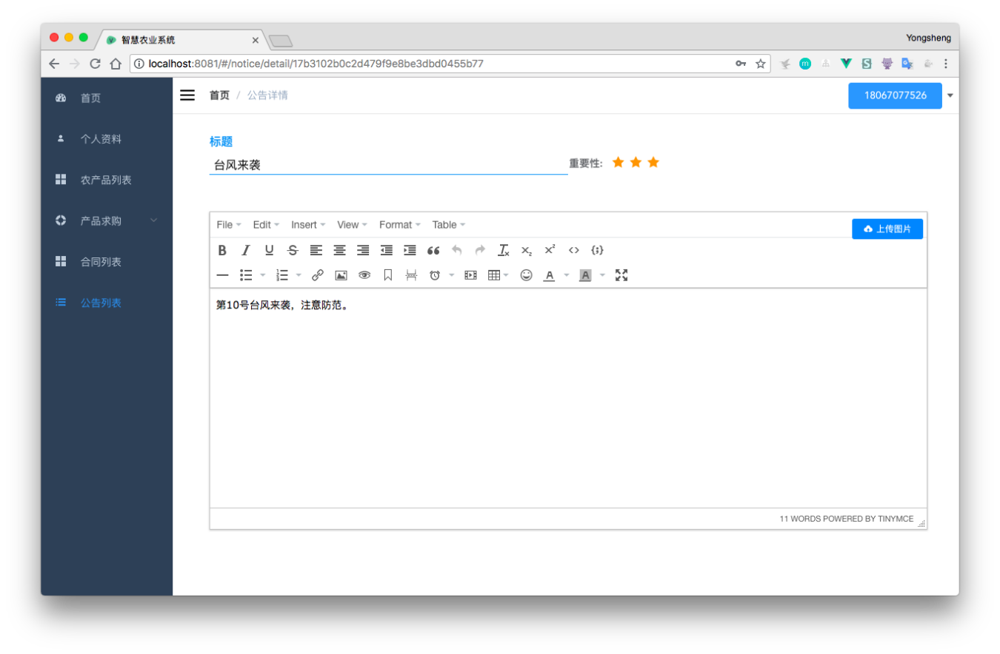 智慧农业系统
Yongsheng
localhost:8081/#/notice/detail/17b3102b0c2d479f9e8be3dbd0455b77
首页
个人资料
农产品列表
产品求购
合同列表
公告列表
首页 / 公告详情
18067077526
标题
台风来袭
重要性:
File Edit Insert View Format Table
上传图片
第10号台风来袭，注意防范。
11 WORDS POWERED BY TINYMCE